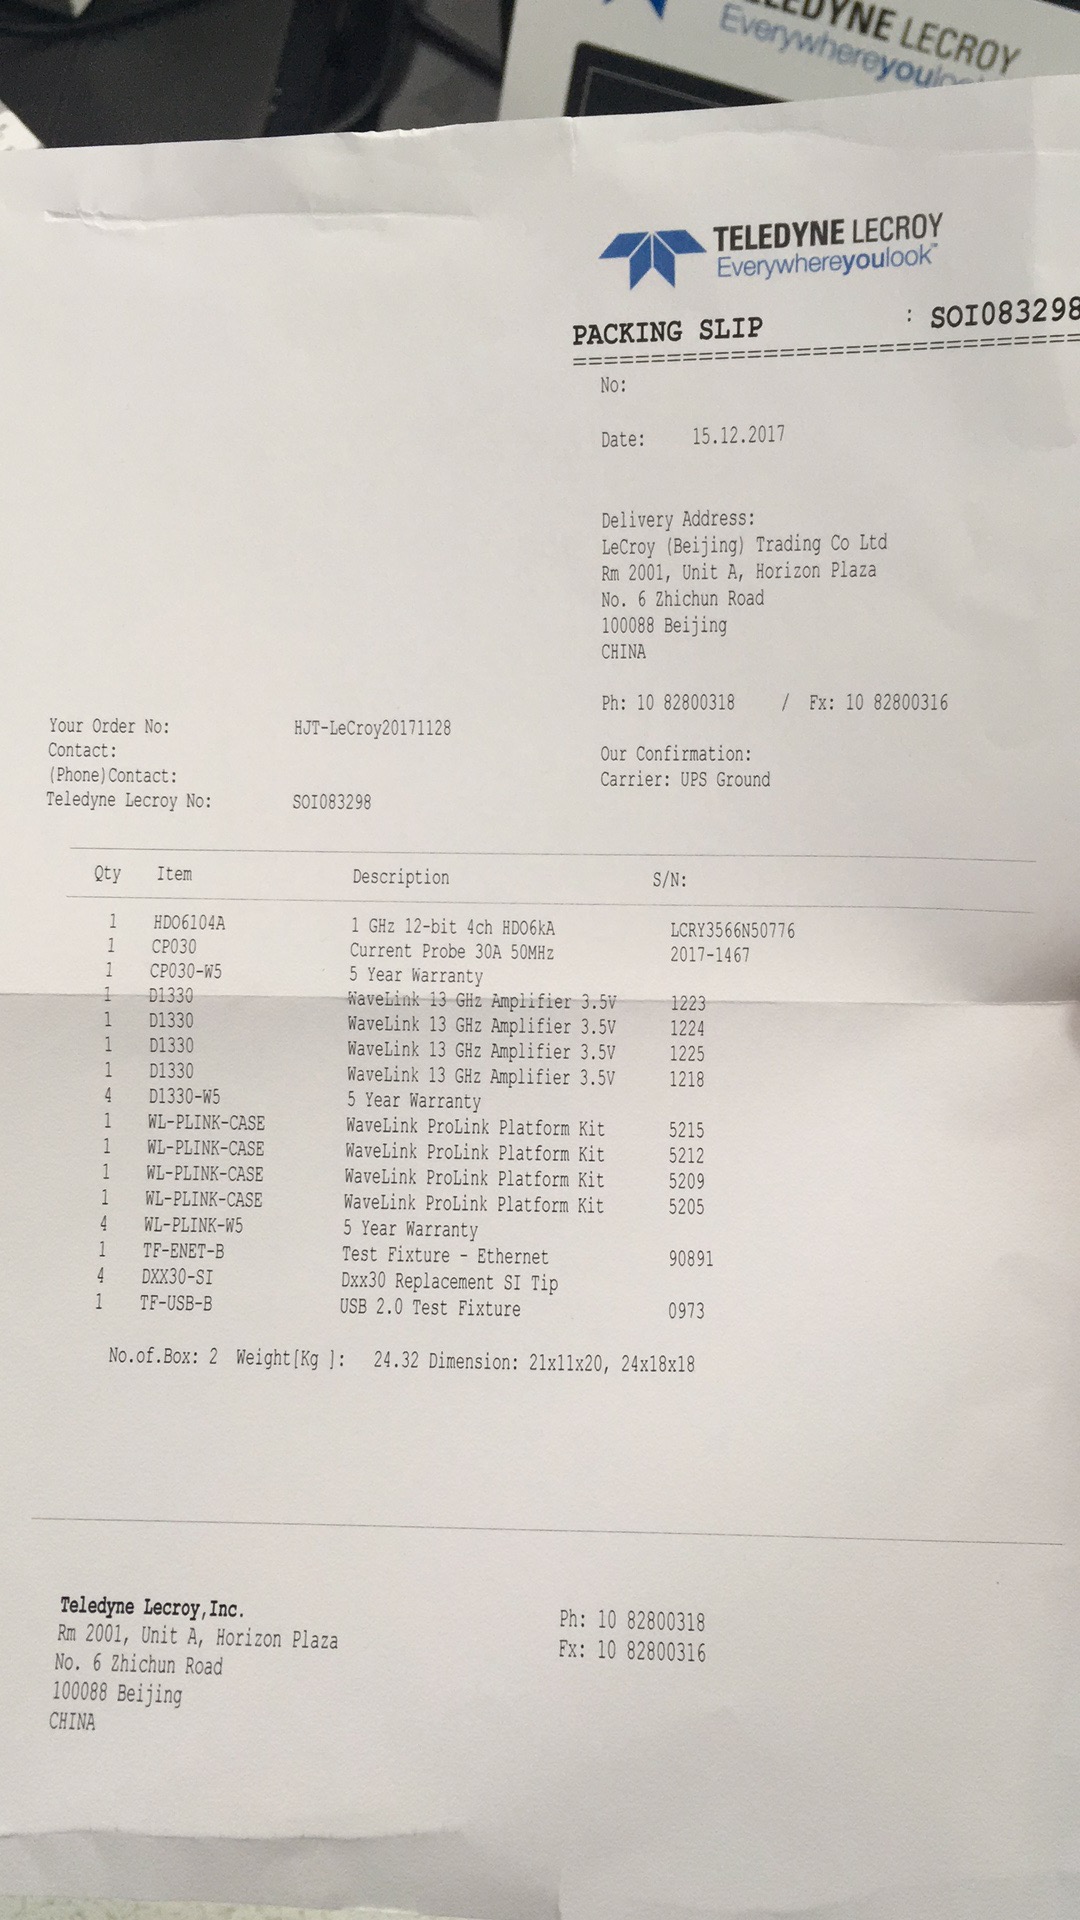 LEDYNE LECROY
Everywhereyouloo
TELEDYNE LECROY
Everywhereyoulook™
PACKING SLIP : SOI083298
========================================
No:
Date: 15.12.2017
Delivery Address:
LeCroy (Beijing) Trading Co Ltd
Rm 2001, Unit A, Horizon Plaza
No. 6 Zhichun Road
100088 Beijing
CHINA
Ph: 10 82800318 / Fx: 10 82800316
Your Order No: HJT-LeCroy20171128
Contact:
(Phone)Contact:
Teledyne Lecroy No: SOI083298
Our Confirmation:
Carrier: UPS Ground
Qty Item Description S/N:
1 HDO6104A 1 GHz 12-bit 4ch HDO6kA LCRY3566N50776
1 CP030 Current Probe 30A 50MHz 2017-1467
1 CP030-W5 5 Year Warranty
1 D1330 WaveLink 13 GHz Amplifier 3.5V 1223
1 D1330 WaveLink 13 GHz Amplifier 3.5V 1224
1 D1330 WaveLink 13 GHz Amplifier 3.5V 1225
1 D1330 WaveLink 13 GHz Amplifier 3.5V 1218
4 D1330-W5 5 Year Warranty
1 WL-PLINK-CASE WaveLink ProLink Platform Kit 5215
1 WL-PLINK-CASE WaveLink ProLink Platform Kit 5212
1 WL-PLINK-CASE WaveLink ProLink Platform Kit 5209
1 WL-PLINK-CASE WaveLink ProLink Platform Kit 5205
4 WL-PLINK-W5 5 Year Warranty
1 TF-ENET-B Test Fixture - Ethernet 90891
4 DXX30-SI Dxx30 Replacement SI Tip
1 TF-USB-B USB 2.0 Test Fixture 0973
No.of.Box: 2 Weight[Kg ]: 24.32 Dimension: 21x11x20, 24x18x18
Teledyne Lecroy,Inc.
Rm 2001, Unit A, Horizon Plaza
No. 6 Zhichun Road
100088 Beijing
CHINA
Ph: 10 82800318
Fx: 10 82800316